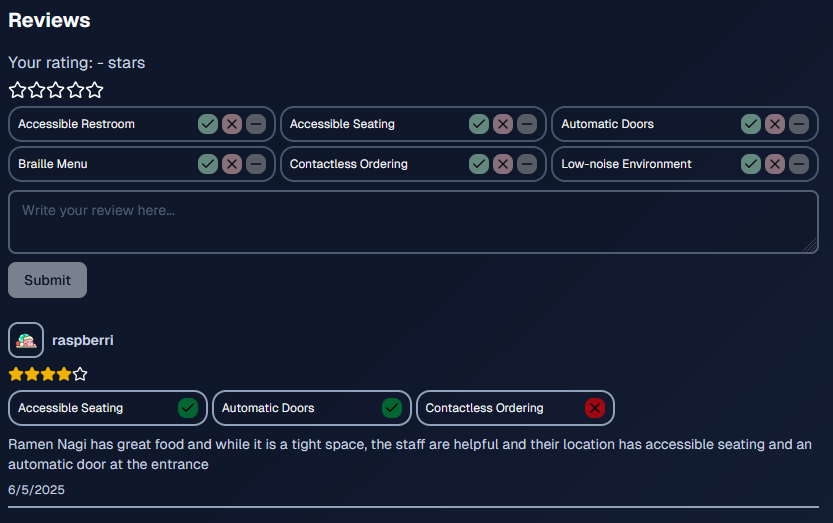 Reviews
Your rating: - stars
Accessible Restroom
Accessible Seating
Automatic Doors
Braille Menu
Contactless Ordering
Low-noise Environment
Write your review here...
Submit
raspberri
Accessible Seating
Automatic Doors
Contactless Ordering
Ramen Nagi has great food and while it is a tight space, the staff are helpful and their location has accessible seating and an
automatic door at the entrance
6/5/2025